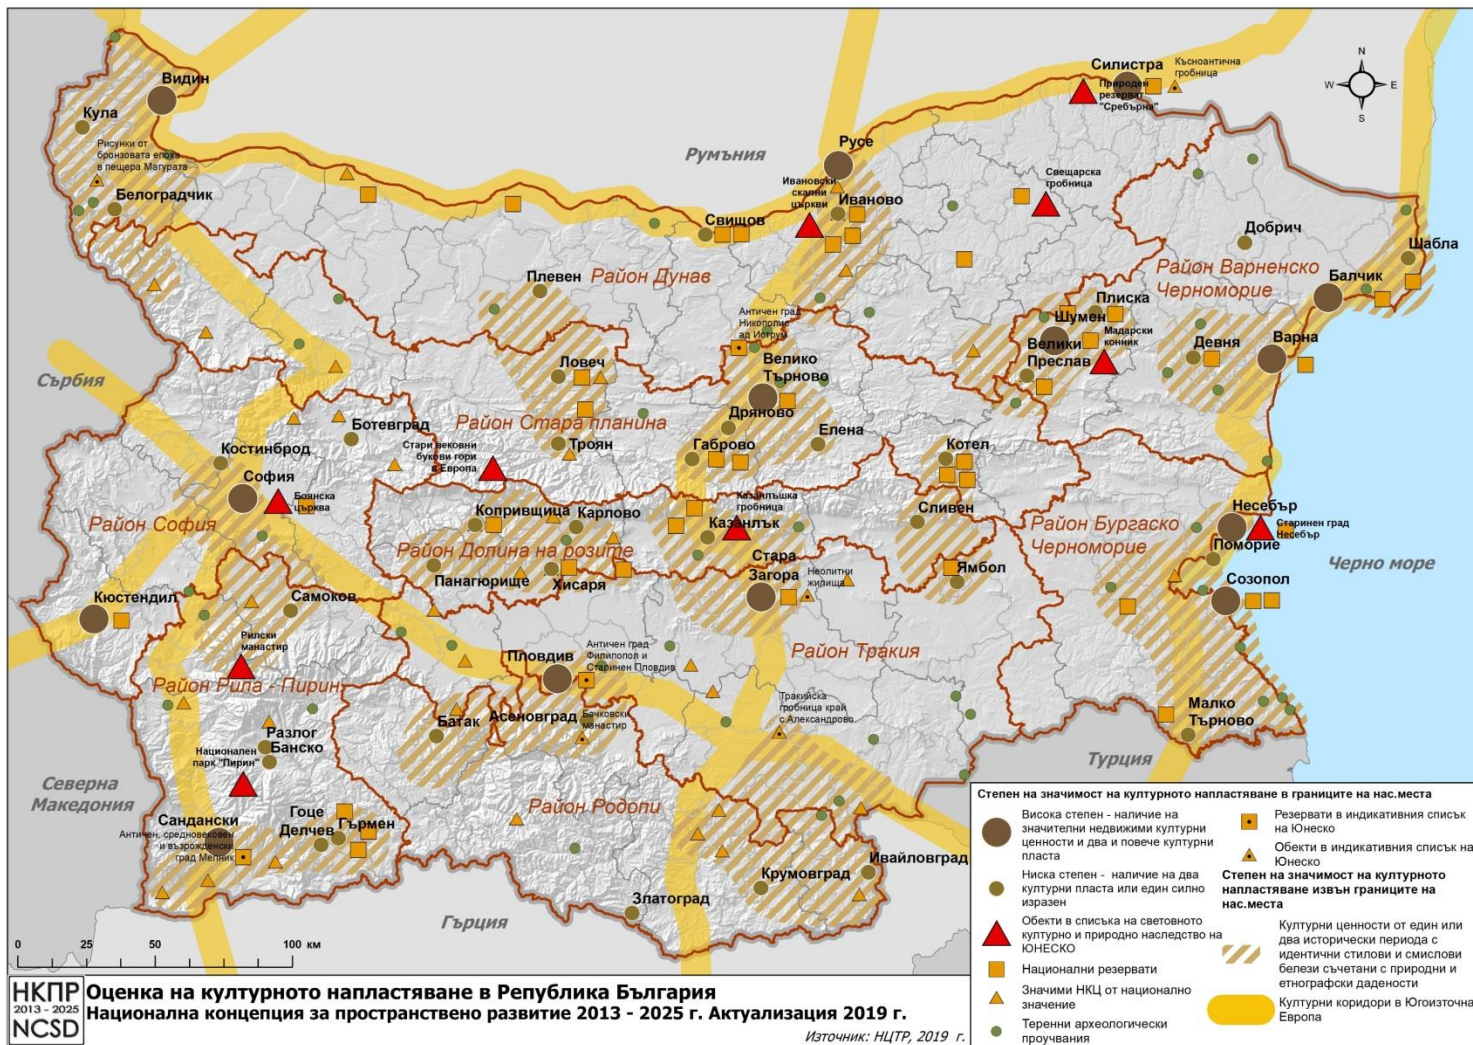 Видин
Кула
Рисунки от
бронзовата епоха
в пещера Магурата
Белоградчик
Румъния
Силистра
Късноантична
гробница
Природен
резерват
"Сребърна"
N
W
E
S
Русе
Ивановски
скални
църкви
Иваново
Свещарска
гробница
Свищов
Добрич
Шабла
Плевен
Район Дунав
Район Варненско
Черноморие
Балчик
Античен град
Никополис
ад Иструм
Плиска
Шумен
Мадарски
конник
Велики
Преслав
Девня
Варна
Сърбия
Ловеч
Велико
Търново
Дряново
Ботевград
Район Стара планина
Стари вековни
букови гори
в Европа
Троян
Габрово
Елена
Котел
Костинброд
София
Боянска
църква
Район София
Копривщица
Карлово
Казанлъшка
гробница
Казанлък
Сливен
Несебър
Старинен град
Несебър
Район Бургаско
Черноморие
Поморие
Черно море
Район Долина на розите
Панагюрище
Хисаря
Стара
Загора
Неолитни
жилища
Ямбол
Созопол
Кюстендил
Самоков
Рилски
манастир
Район Рила - Пирин
Пловдив
Античен град
Филипопол и
Старинен Пловдив
Район Тракия
Батак
Асеновград
Бачковски
манастир
Тракийска
гробница край
с Александрово
Малко
Търново
Разлог
Банско
Национален
парк "Пирин"
Северна
Македония
Турция
Сандански
Античен, средновековен
и възрожденски
град Мелник
Гоце
Делчев
Гърмен
Район Родопи
Златоград
Крумовград
Ивайловград
Гърция
0 25 50 100 км
Степен на значимост на културното напластяване в границите на нас.места
Висока степен - наличие на
значителни недвижими културни
ценности и два и повече културни
пласта
Ниска степен - наличие на два
културни пласта или един силно
изразен
Обекти в списъка на световното
културно и природно наследство на
ЮНЕСКО
Национални резервати
Значими НКЦ от национално
значение
Теренни археологически
проучвания
Резервати в индикативния списък
на Юнеско
Обекти в индикативния списък на
Юнеско
Степен на значимост на културното
напластяване извън границите на
нас.места
Културни ценности от един или
два исторически периода с
идентични стилови и смислови
белези съчетани с природни и
етнографски дадености
Културни коридори в Югоизточна
Европа
НКПР
2013 - 2025
NCSD
Оценка на културното напластяване в Република България
Национална концепция за пространствено развитие 2013 - 2025 г. Актуализация 2019 г.
Източник: НЦТР, 2019 г.